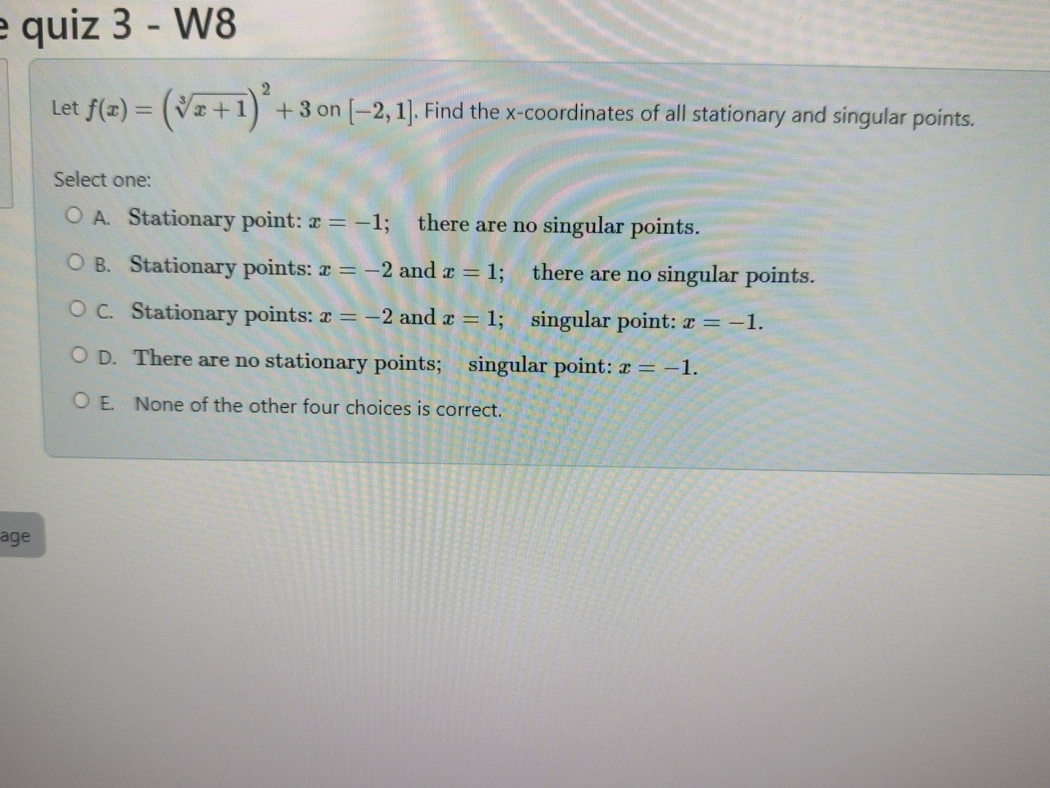 quiz 3 - W8
Let f(x) = (∛(x + 1))² + 3 on [−2, 1]. Find the x-coordinates of all stationary and singular points.
Select one:
A. Stationary point: x = −1; there are no singular points.
B. Stationary points: x = −2 and x = 1; there are no singular points.
C. Stationary points: x = −2 and x = 1; singular point: x = −1.
D. There are no stationary points; singular point: x = −1.
E. None of the other four choices is correct.
age